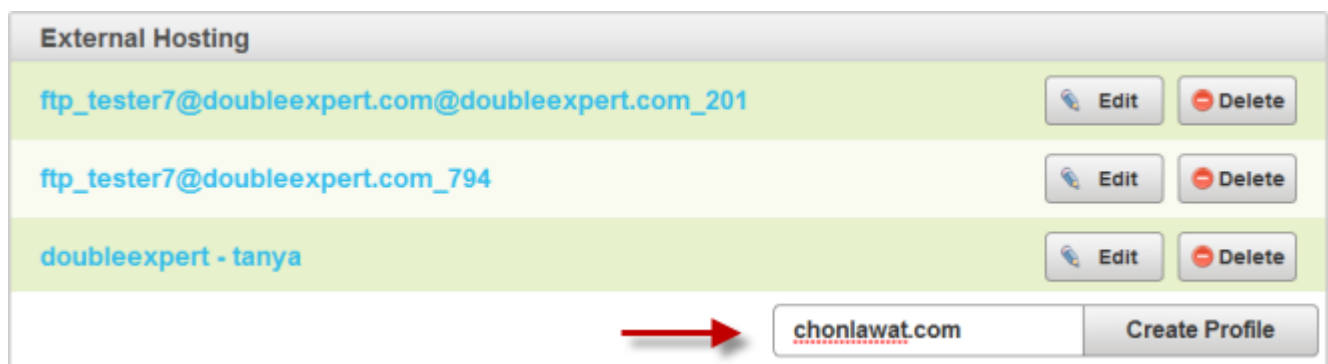 External Hosting
ftp_tester7@doubleexpert.com@doubleexpert.com_201 Edit Delete
ftp_tester7@doubleexpert.com_794 Edit Delete
doubleexpert - tanya Edit Delete
chonlawat.com Create Profile